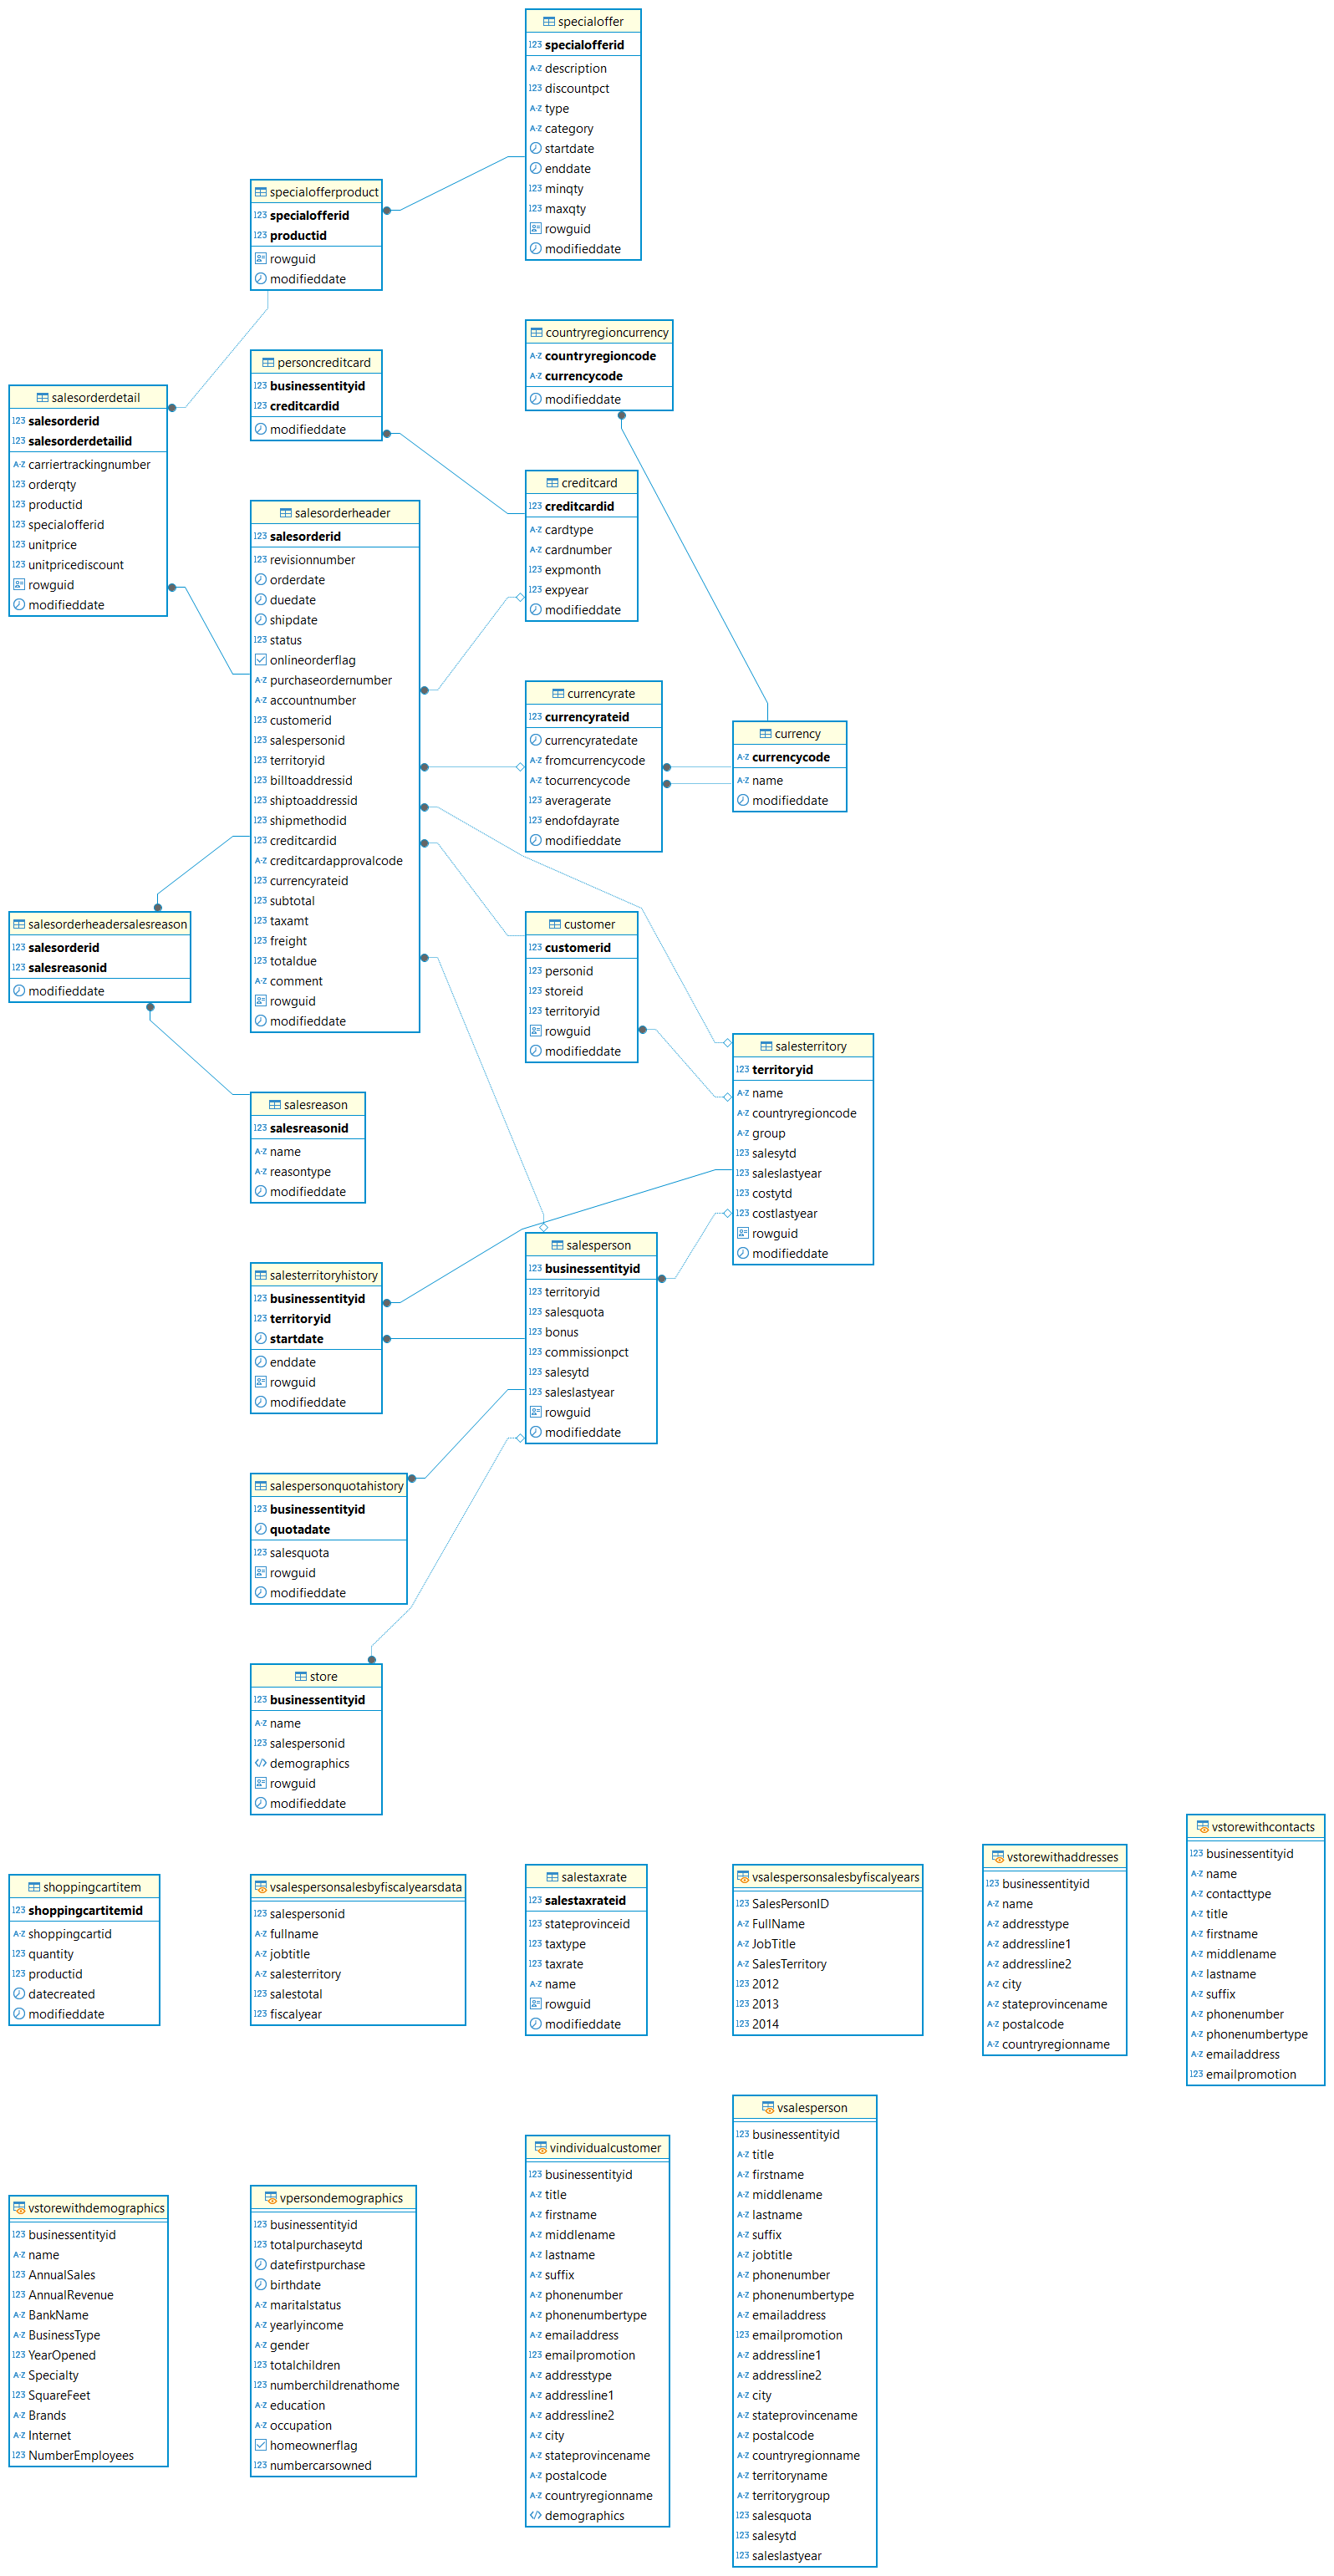 specialoffer
123 specialofferid
A-Z description
123 discountpct
A-Z type
A-Z category
startdate
enddate
123 minqty
123 maxqty
rowguid
modifieddate
specialofferproduct
123 specialofferid
123 productid
rowguid
modifieddate
countryregioncurrency
A-Z countryregioncode
A-Z currencycode
modifieddate
personcreditcard
123 businessentityid
123 creditcardid
modifieddate
salesorderdetail
123 salesorderid
123 salesorderdetailid
A-Z carriertrackingnumber
123 orderqty
123 productid
123 specialofferid
123 unitprice
123 unitpricediscount
rowguid
modifieddate
creditcard
123 creditcardid
A-Z cardtype
A-Z cardnumber
123 expmonth
123 expyear
modifieddate
salesorderheader
123 salesorderid
123 revisionnumber
orderdate
duedate
shipdate
123 status
onlineorderflag
A-Z purchaseordernumber
A-Z accountnumber
123 customerid
123 salespersonid
123 territoryid
123 billtoaddressid
123 shiptoaddressid
123 shipmethodid
123 creditcardid
A-Z creditcardapprovalcode
123 currencyrateid
123 subtotal
123 taxamt
123 freight
123 totaldue
A-Z comment
rowguid
modifieddate
currencyrate
123 currencyrateid
currencyratedate
A-Z fromcurrencycode
A-Z tocurrencycode
123 averagerate
123 endofdayrate
modifieddate
currency
A-Z currencycode
A-Z name
modifieddate
salesorderheadersalesreason
123 salesorderid
123 salesreasonid
modifieddate
customer
123 customerid
123 personid
123 storeid
123 territoryid
rowguid
modifieddate
salesterritory
123 territoryid
A-Z name
A-Z countryregioncode
A-Z group
123 salesytd
123 saleslastyear
123 costytd
123 costlastyear
rowguid
modifieddate
salesreason
123 salesreasonid
A-Z name
A-Z reasontype
modifieddate
salesperson
123 businessentityid
123 territoryid
123 salesquota
123 bonus
123 commissionpct
123 salesytd
123 saleslastyear
rowguid
modifieddate
salesterritoryhistory
123 businessentityid
123 territoryid
startdate
enddate
rowguid
modifieddate
salespersonquotahistory
123 businessentityid
quotadate
123 salesquota
rowguid
modifieddate
store
123 businessentityid
A-Z name
123 salespersonid
demographics
rowguid
modifieddate
shoppingcartitem
123 shoppingcartitemid
A-Z shoppingcartid
123 quantity
123 productid
datecreated
modifieddate
vsalespersonsalesbyfiscalyearsdata
123 salespersonid
A-Z fullname
A-Z jobtitle
A-Z salesterritory
123 salestotal
123 fiscalyear
salestaxrate
123 salestaxrateid
123 stateprovinceid
123 taxtype
123 taxrate
A-Z name
rowguid
modifieddate
vsalespersonsalesbyfiscalyears
123 SalesPersonID
A-Z FullName
A-Z JobTitle
A-Z SalesTerritory
123 2012
123 2013
123 2014
vstorewithaddresses
123 businessentityid
A-Z name
A-Z addresstype
A-Z addressline1
A-Z addressline2
A-Z city
A-Z stateprovincename
A-Z postalcode
A-Z countryregionname
vstorewithcontacts
123 businessentityid
A-Z name
A-Z contacttype
A-Z title
A-Z firstname
A-Z middlename
A-Z lastname
A-Z suffix
A-Z phonenumber
A-Z phonenumbertype
A-Z emailaddress
123 emailpromotion
vstorewithdemographics
123 businessentityid
A-Z name
123 AnnualSales
123 AnnualRevenue
A-Z BankName
A-Z BusinessType
123 YearOpened
A-Z Specialty
123 SquareFeet
A-Z Brands
A-Z Internet
123 NumberEmployees
vpersondemographics
123 businessentityid
123 totalpurchaseytd
datefirstpurchase
birthdate
A-Z maritalstatus
A-Z yearlyincome
A-Z gender
123 totalchildren
123 numberchildrenathome
A-Z education
A-Z occupation
homeownerflag
123 numbercarsowned
vindividualcustomer
123 businessentityid
A-Z title
A-Z firstname
A-Z middlename
A-Z lastname
A-Z suffix
A-Z phonenumber
A-Z phonenumbertype
A-Z emailaddress
123 emailpromotion
A-Z addresstype
A-Z addressline1
A-Z addressline2
A-Z city
A-Z stateprovincename
A-Z postalcode
A-Z countryregionname
demographics
vsalesperson
123 businessentityid
A-Z title
A-Z firstname
A-Z middlename
A-Z lastname
A-Z suffix
A-Z jobtitle
A-Z phonenumber
A-Z phonenumbertype
A-Z emailaddress
123 emailpromotion
A-Z addressline1
A-Z addressline2
A-Z city
A-Z stateprovincename
A-Z postalcode
A-Z countryregionname
A-Z territoryname
A-Z territorygroup
123 salesquota
123 salesytd
123 saleslastyear